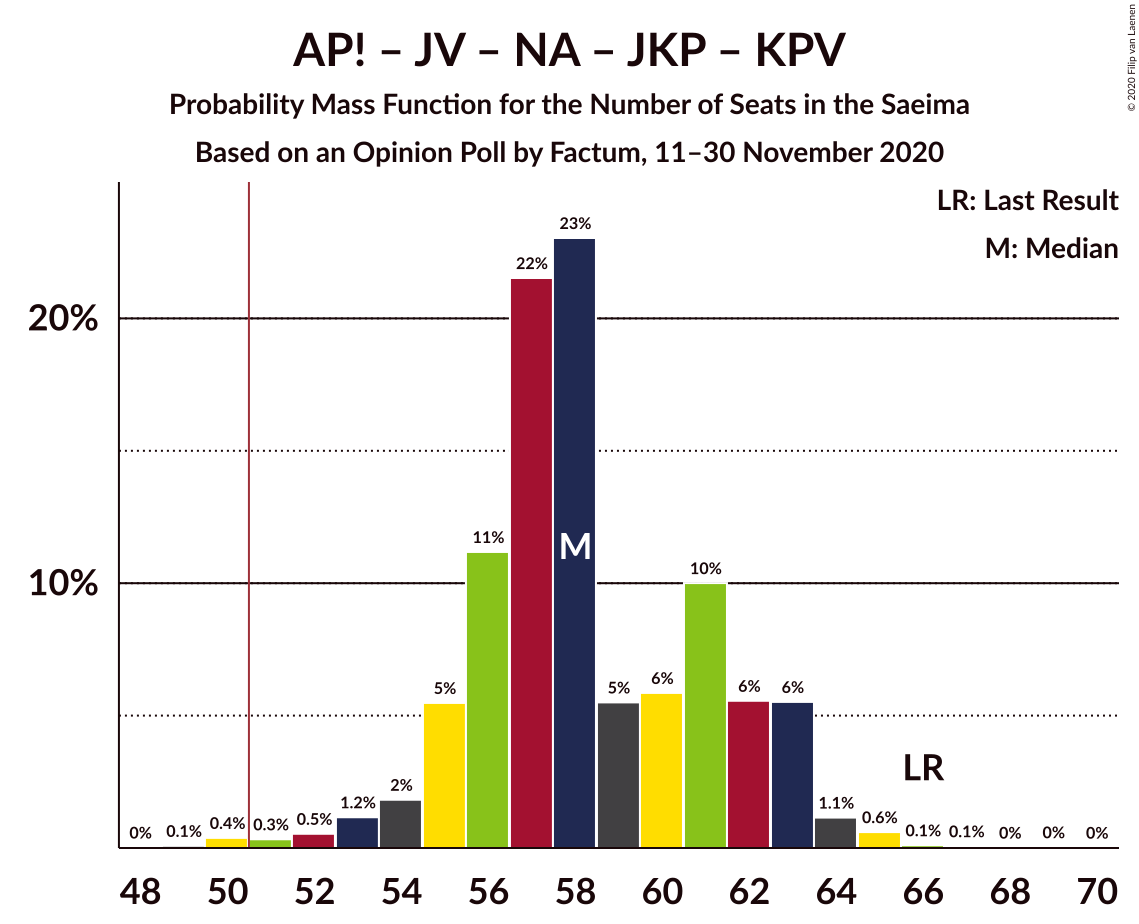 AP! – JV – NA – JKP – KPV
Probability Mass Function for the Number of Seats in the Saeima
Based on an Opinion Poll by Factum, 11–30 November 2020
© 2020 Filip van Laenen
LR: Last Result
M: Median
20%
10%
0% 0.1% 0.4% 0.3% 0.5% 1.2% 2% 5% 11% 22% 23% 5% 6% 10% 6% 6% 1.1% 0.6% 0.1% 0.1% 0% 0% 0%
M
LR
48 50 52 54 56 58 60 62 64 66 68 70